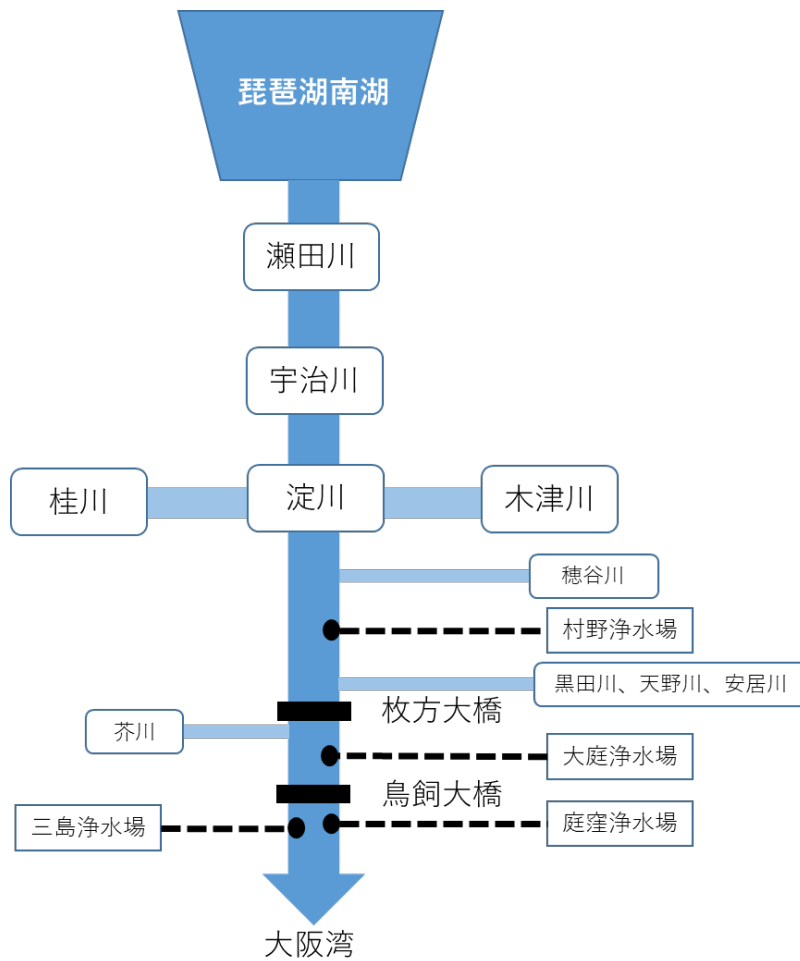 琵琶湖南湖
瀬田川
宇治川
桂川
淀川
木津川
穂谷川
村野浄水場
黒田川、天野川、安居川
枚方大橋
芥川
大庭浄水場
鳥飼大橋
三島浄水場
庭窪浄水場
大阪湾